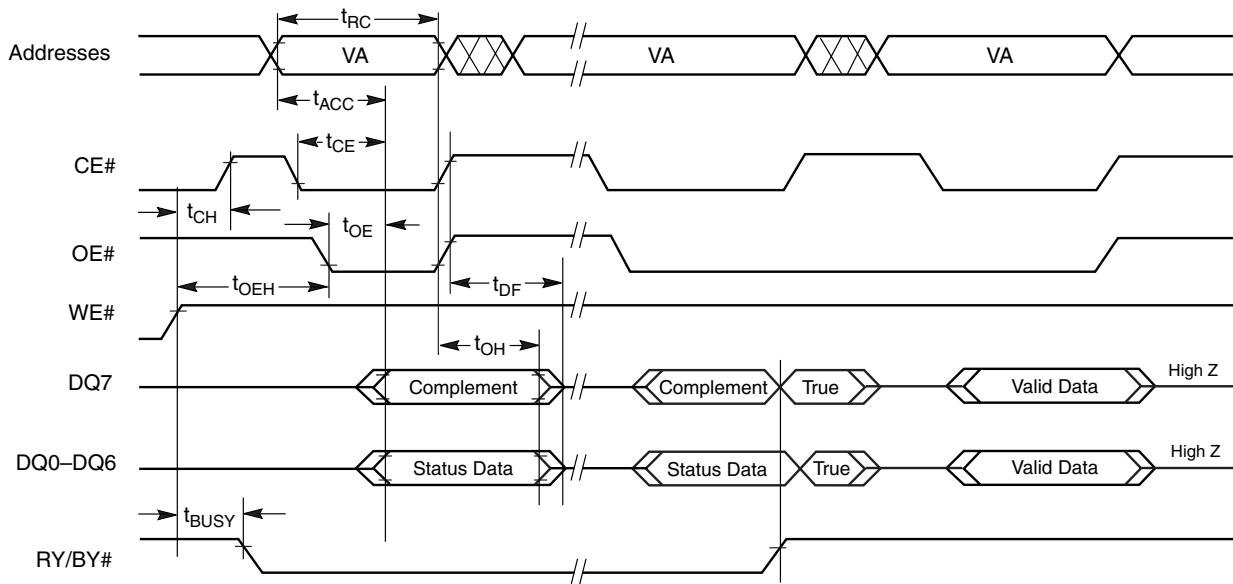 tRC
Addresses VA VA VA
tACC
tCE
CE#
tCH tOE
OE#
tOEH tDF
WE#
tOH
DQ7 Complement Complement True Valid Data High Z
DQ0–DQ6 Status Data Status Data True Valid Data High Z
tBUSY
RY/BY#